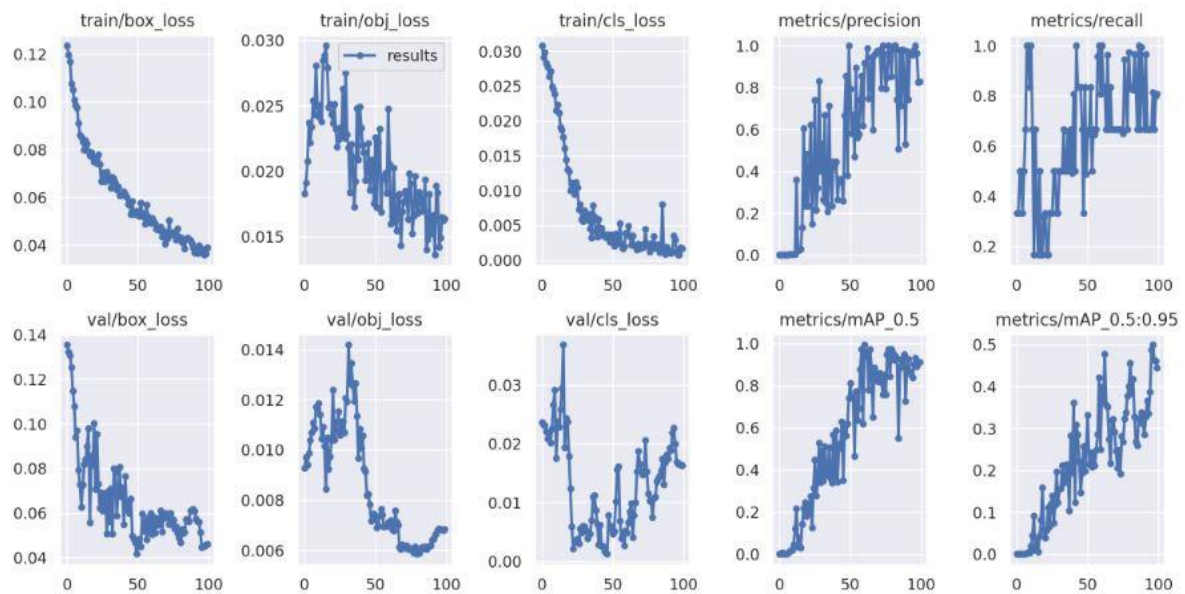 train/box_loss
0.12
0.10
0.08
0.06
0.04
0 50 100
train/obj_loss
results
0.030
0.025
0.020
0.015
0 50 100
train/cls_loss
0.030
0.025
0.020
0.015
0.010
0.005
0.000
0 50 100
metrics/precision
1.0
0.8
0.6
0.4
0.2
0.0
0 50 100
metrics/recall
1.0
0.8
0.6
0.4
0.2
0 50 100
val/box_loss
0.14
0.12
0.10
0.08
0.06
0.04
0 50 100
val/obj_loss
0.014
0.012
0.010
0.008
0.006
0 50 100
val/cls_loss
0.03
0.02
0.01
0.00
0 50 100
metrics/mAP_0.5
1.0
0.8
0.6
0.4
0.2
0.0
0 50 100
metrics/mAP_0.5:0.95
0.5
0.4
0.3
0.2
0.1
0.0
0 50 100